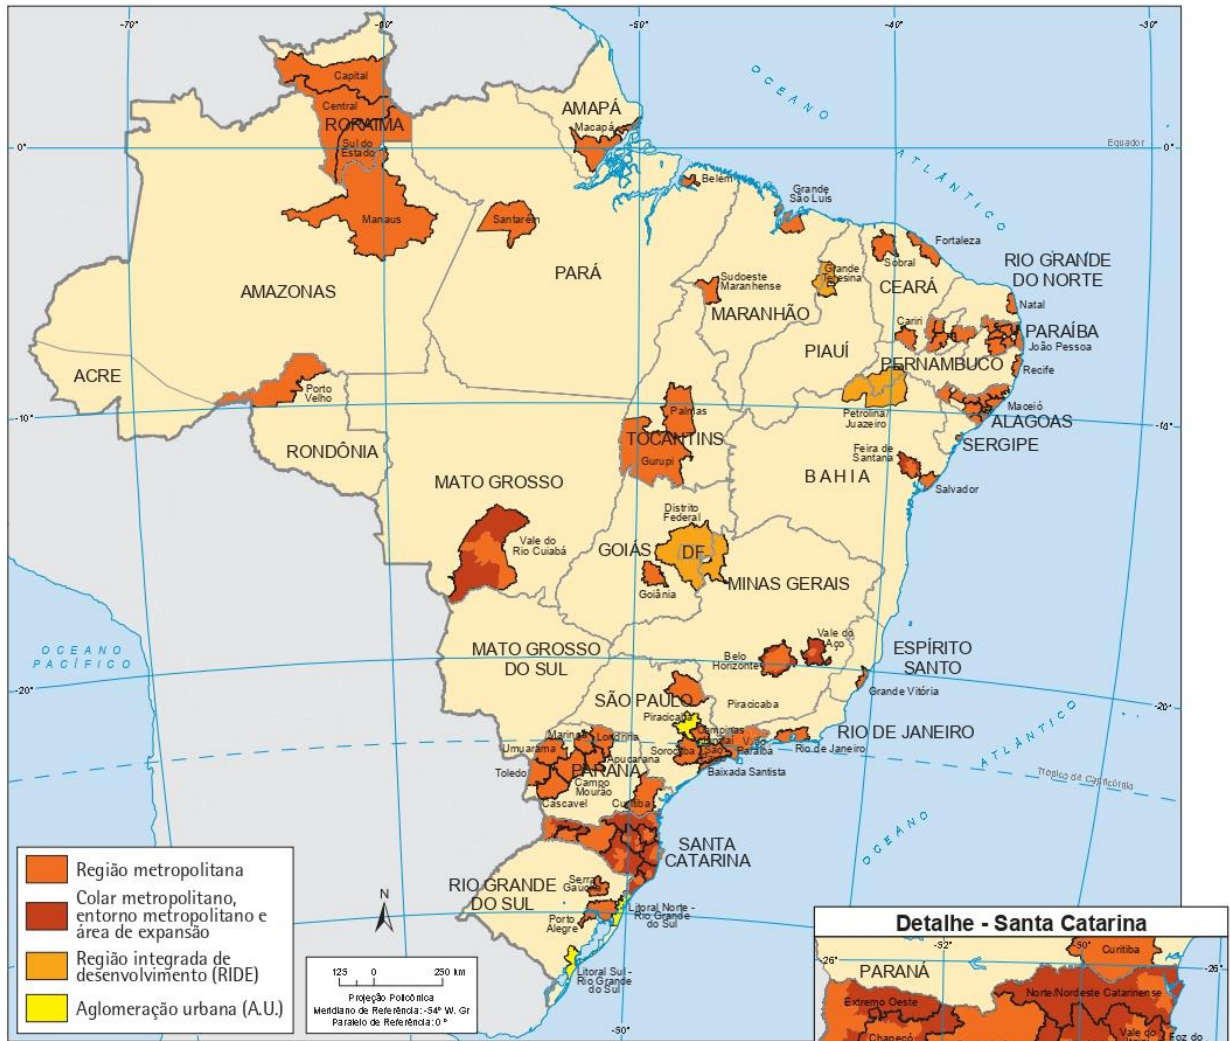 -70°
-60°
-50°
-40°
-30°
OCEANO
ATLÂNTICO
Equador
0°
0°
Capital
Central
RORAIMA
Sul do
Estado
AMAPÁ
Macapá
Belém
Grande
São Luis
Manaus
Santarém
Fortaleza
Sobral
RIO GRANDE
DO NORTE
AMAZONAS
PARÁ
Sudoeste
Maranhense
Grande
Teresina
CEARÁ
Natal
MARANHÃO
Cariri
PARAÍBA
João Pessoa
PIAUÍ
PERNAMBUCO
Recife
ACRE
Porto
Velho
-10°
Palmas
Petrolina/
Juazeiro
Maceió
ALAGOAS
TOCANTINS
SERGIPE
RONDÔNIA
Gurupi
Feira de
Santana
BAHIA
Salvador
MATO GROSSO
Distrito
Federal
Vale do
Rio Cuiabá
GOIÁS
DF
Goiânia
MINAS GERAIS
OCEANO
PACÍFICO
MATO GROSSO
DO SUL
Vale do
Aço
Belo
Horizonte
ESPÍRITO
SANTO
Grande Vitória
-20°
-20°
SÃO PAULO
Piracicaba
Piracicaba
Campinas
RIO DE JANEIRO
Rio de Janeiro
Maringá
Londrina
Umuarama
Sorocaba
São
Paulo
Paraíba
Apucarana
Baixada Santista
Toledo
PARANÁ
Campo
Mourão
Cascavel
Curitiba
Trópico de Capricórnio
OCEANO
ATLÂNTICO
SANTA
CATARINA
RIO GRANDE
DO SUL
Serra
Gaúcha
Porto
Alegre
Litoral Norte -
Rio Grande
do Sul
Litoral Sul -
Rio Grande
do Sul
-50°
Região metropolitana
Colar metropolitano,
entorno metropolitano e
área de expansão
Região integrada de
desenvolvimento (RIDE)
Aglomeração urbana (A.U.)
N
125 0 250 km
Projeção Policônica
Meridiano de Referência: -54° W. Gr
Paralelo de Referência: 0°
Detalhe - Santa Catarina
-52°
-50°
-26°
-26°
PARANÁ
Curitiba
Extremo Oeste
Norte/Nordeste Catarinense
Chapecó
Vale do
Foz do